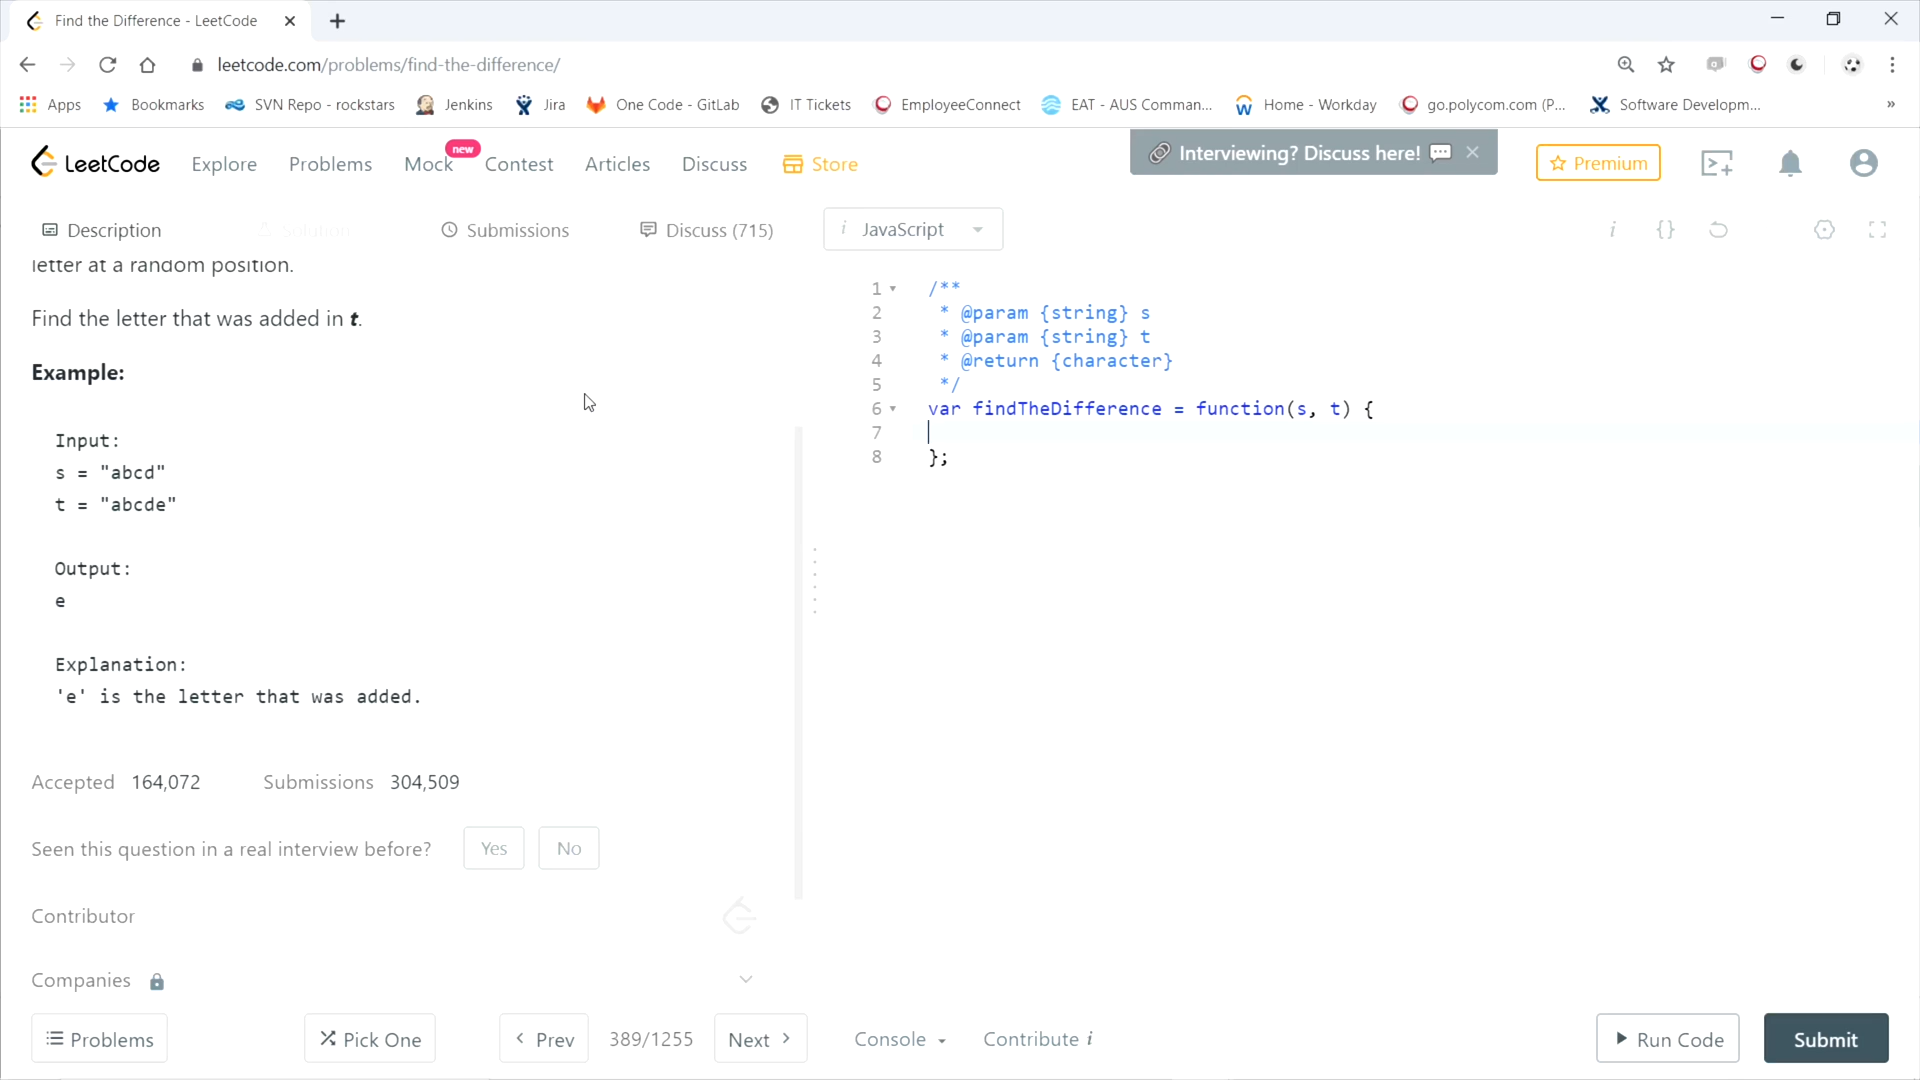 Find the Difference - LeetCode
leetcode.com/problems/find-the-difference/
Apps Bookmarks SVN Repo - rockstars Jenkins Jira One Code - GitLab IT Tickets EmployeeConnect EAT - AUS Comman... Home - Workday go.polycom.com (P... Software Developm... »
LeetCode Explore Problems Mock new Contest Articles Discuss Store Interviewing? Discuss here! Premium
Description Solution Submissions Discuss (715) i JavaScript i {}
letter at a random position.
Find the letter that was added in t.
Example:
Input:
s = "abcd"
t = "abcde"
Output:
e
Explanation:
'e' is the letter that was added.
Accepted 164,072 Submissions 304,509
Seen this question in a real interview before? Yes No
Contributor
Companies
1 /**
2 * @param {string} s
3 * @param {string} t
4 * @return {character}
5 */
6 var findTheDifference = function(s, t) {
7
8 };
Problems Pick One Prev 389/1255 Next Console Contribute i Run Code Submit